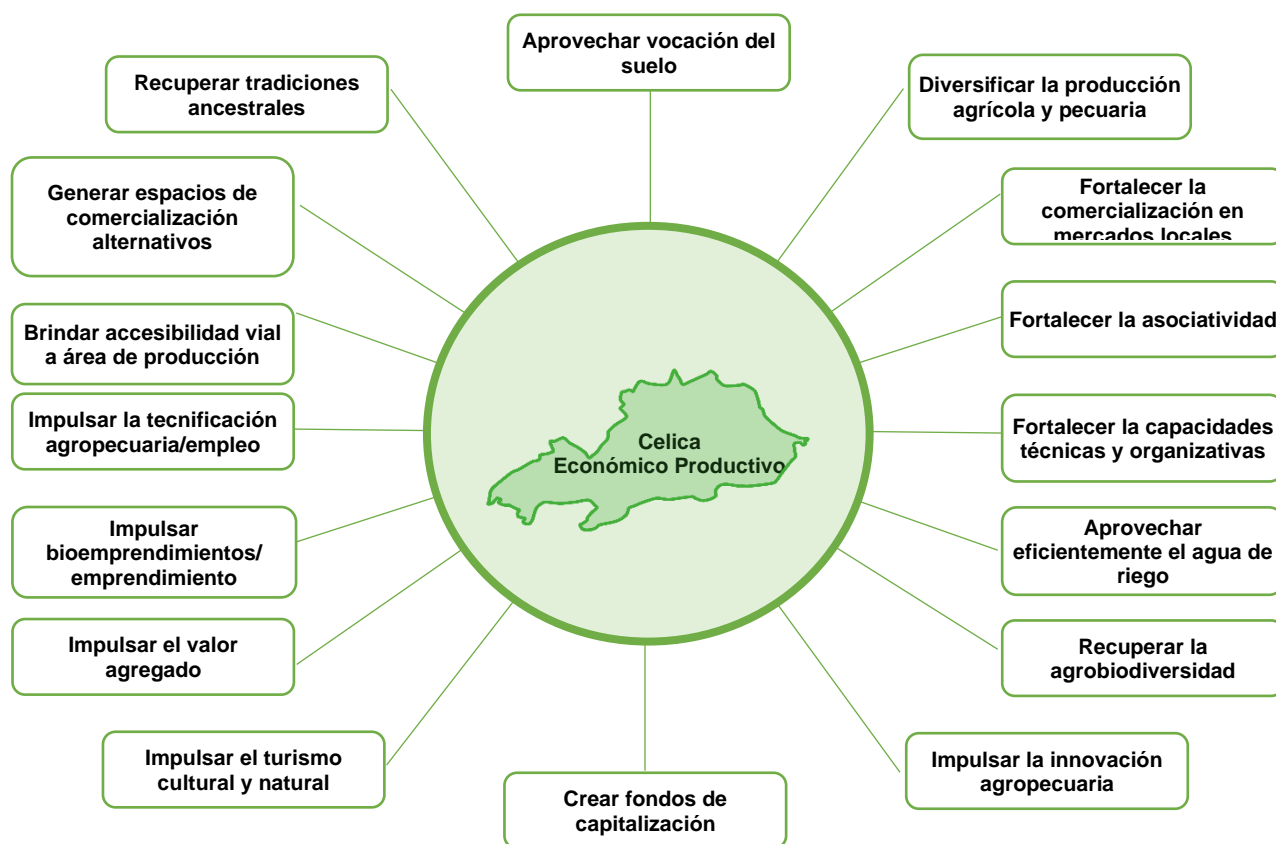 Aprovechar vocación del
suelo
Recuperar tradiciones
ancestrales
Diversificar la producción
agrícola y pecuaria
Generar espacios de
comercialización
alternativos
Fortalecer la
comercialización en
mercados locales
Brindar accesibilidad vial
a área de producción
Fortalecer la asociatividad
Impulsar la tecnificación
agropecuaria/empleo
Celica
Económico Productivo
Fortalecer la capacidades
técnicas y organizativas
Impulsar
bioemprendimientos/
emprendimiento
Aprovechar
eficientemente el agua de
riego
Impulsar el valor
agregado
Recuperar la
agrobiodiversidad
Impulsar el turismo
cultural y natural
Crear fondos de
capitalización
Impulsar la innovación
agropecuaria